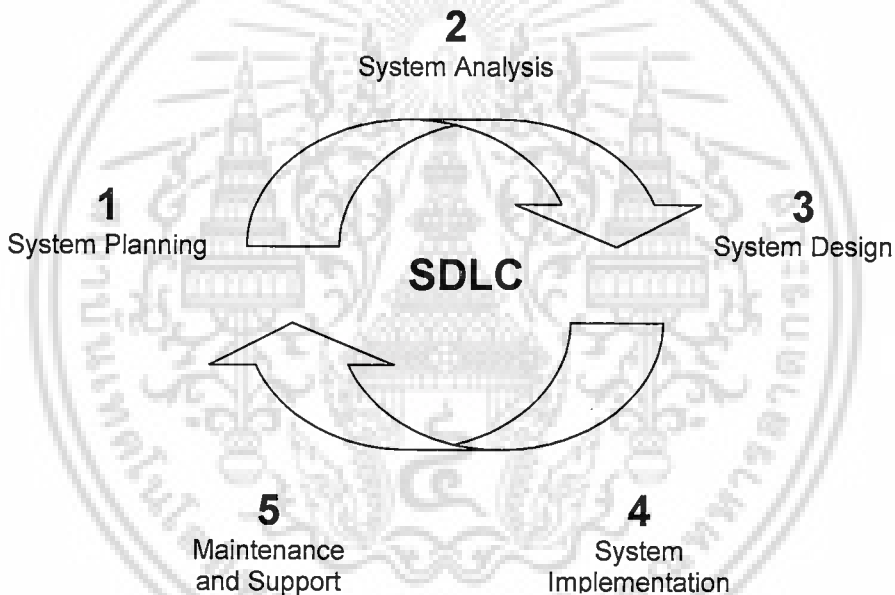 2
System Analysis
1
System Planning
3
System Design
SDLC
5
Maintenance
and Support
4
System
Implementation